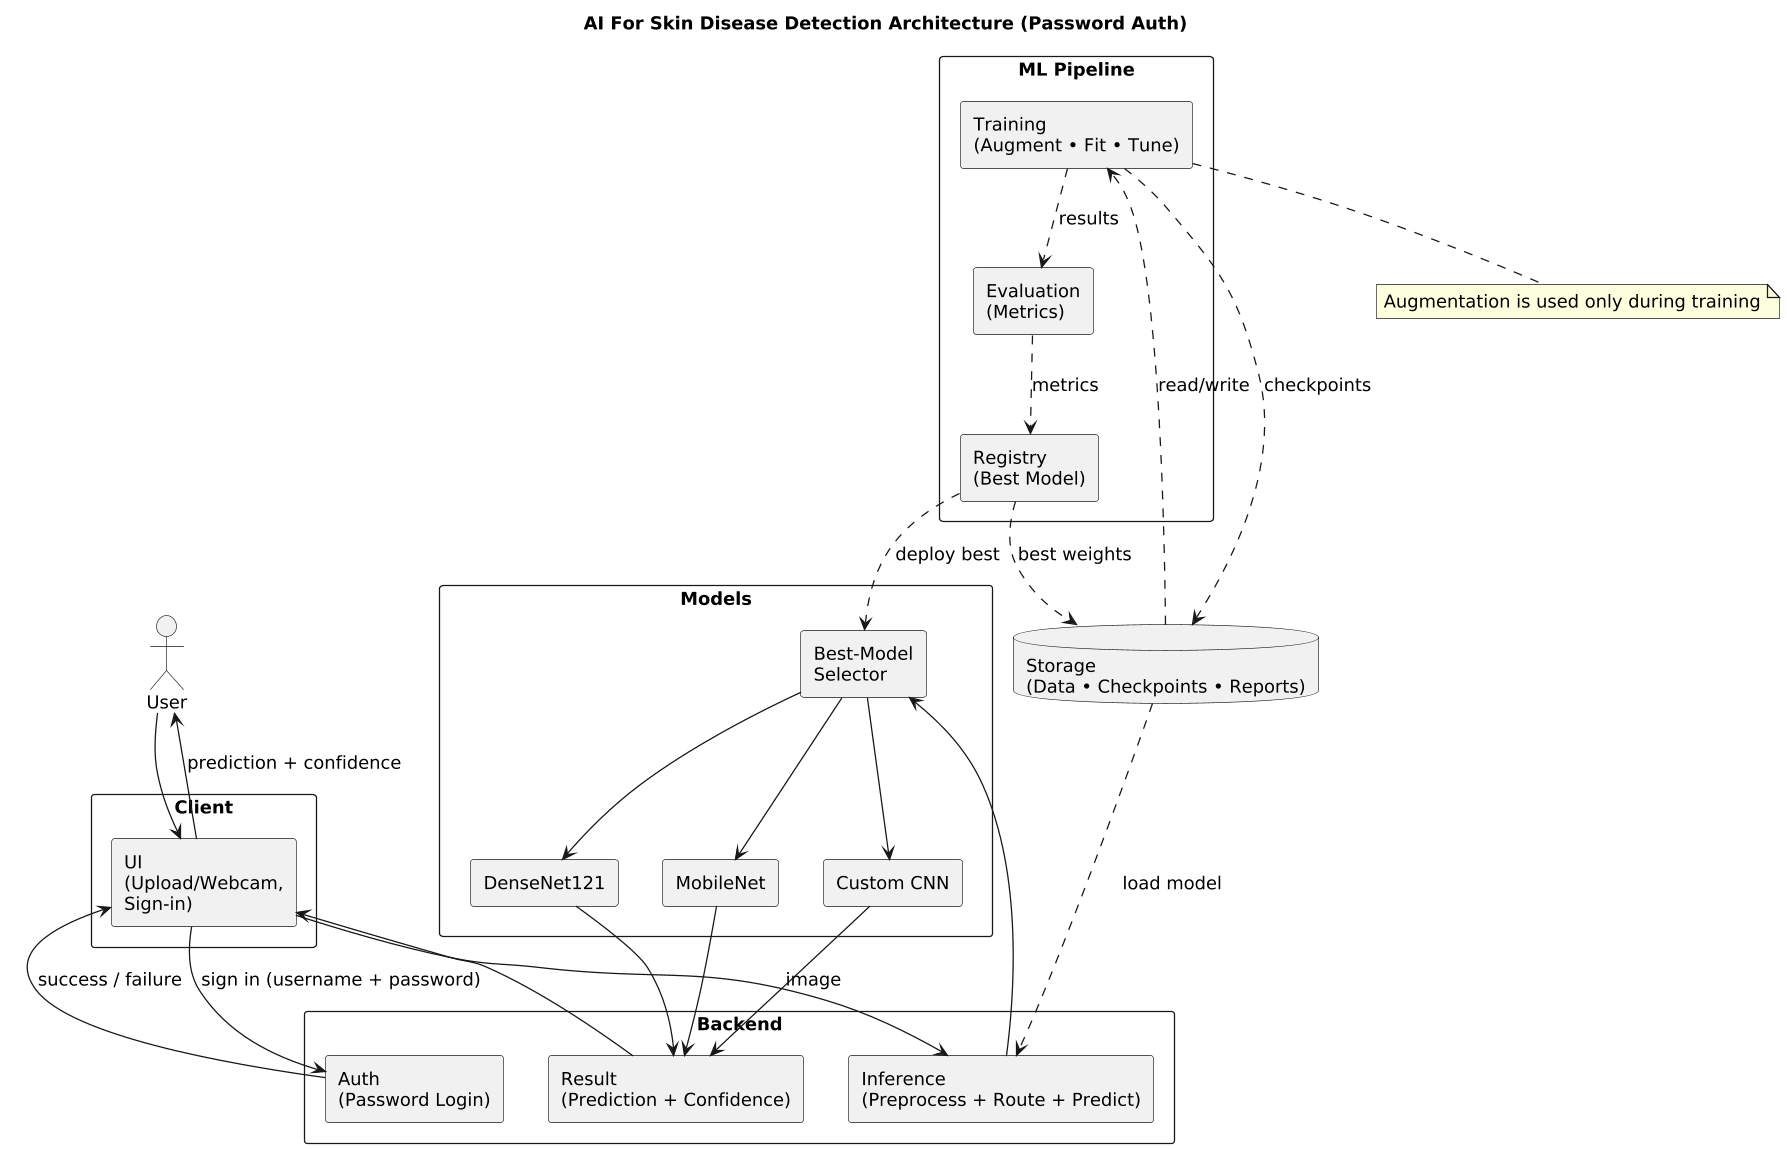 AI For Skin Disease Detection Architecture (Password Auth)
ML Pipeline
Training
(Augment • Fit • Tune)
results
Evaluation
(Metrics)
Augmentation is used only during training
metrics
read/write
checkpoints
Registry
(Best Model)
deploy best
best weights
Models
Best-Model
Selector
Storage
(Data • Checkpoints • Reports)
User
prediction + confidence
Client
UI
(Upload/Webcam,
Sign-in)
DenseNet121
MobileNet
Custom CNN
load model
success / failure
sign in (username + password)
image
Backend
Auth
(Password Login)
Result
(Prediction + Confidence)
Inference
(Preprocess + Route + Predict)